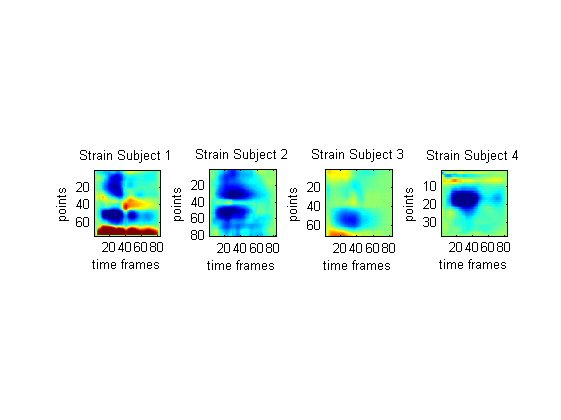 Strain Subject 1
points
20
40
60
20 40 60 80
time frames
Strain Subject 2
points
20
40
60
80
20 40 60 80
time frames
Strain Subject 3
points
20
40
60
20 40 60 80
time frames
Strain Subject 4
points
10
20
30
20 40 60 80
time frames